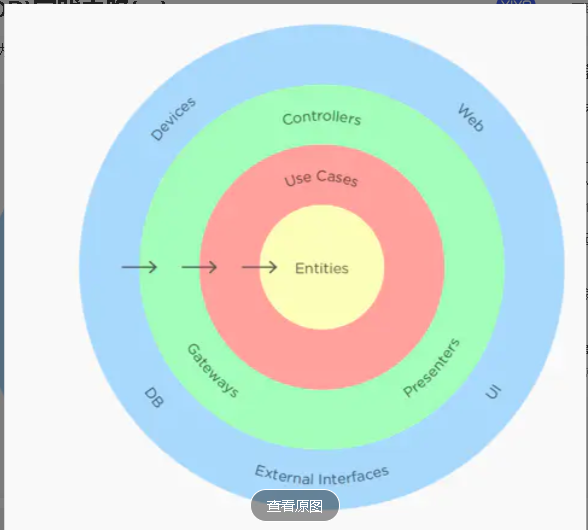 Devices
Web
Controllers
Use Cases
Entities
Gateways
Presenters
DB
UI
External Interfaces
查看原图